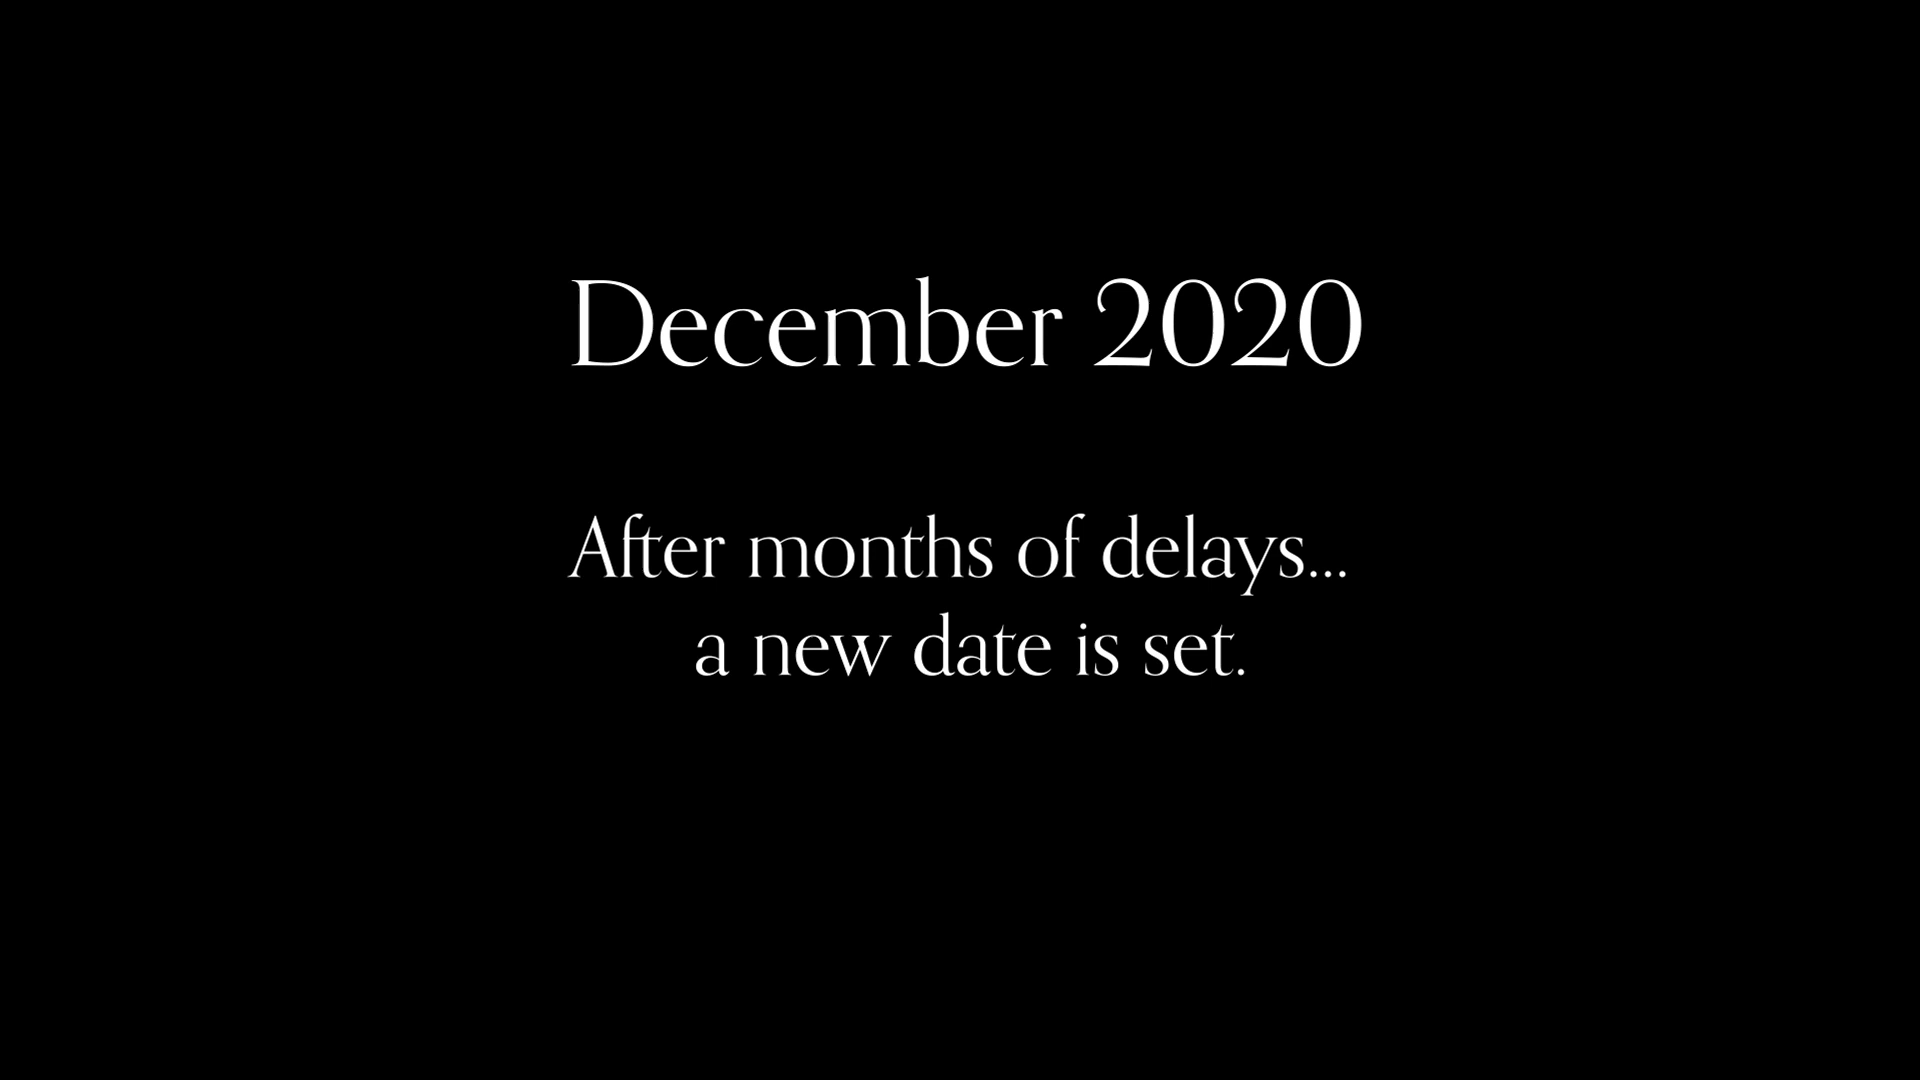 December 2020
After months of delays...
a new date is set.